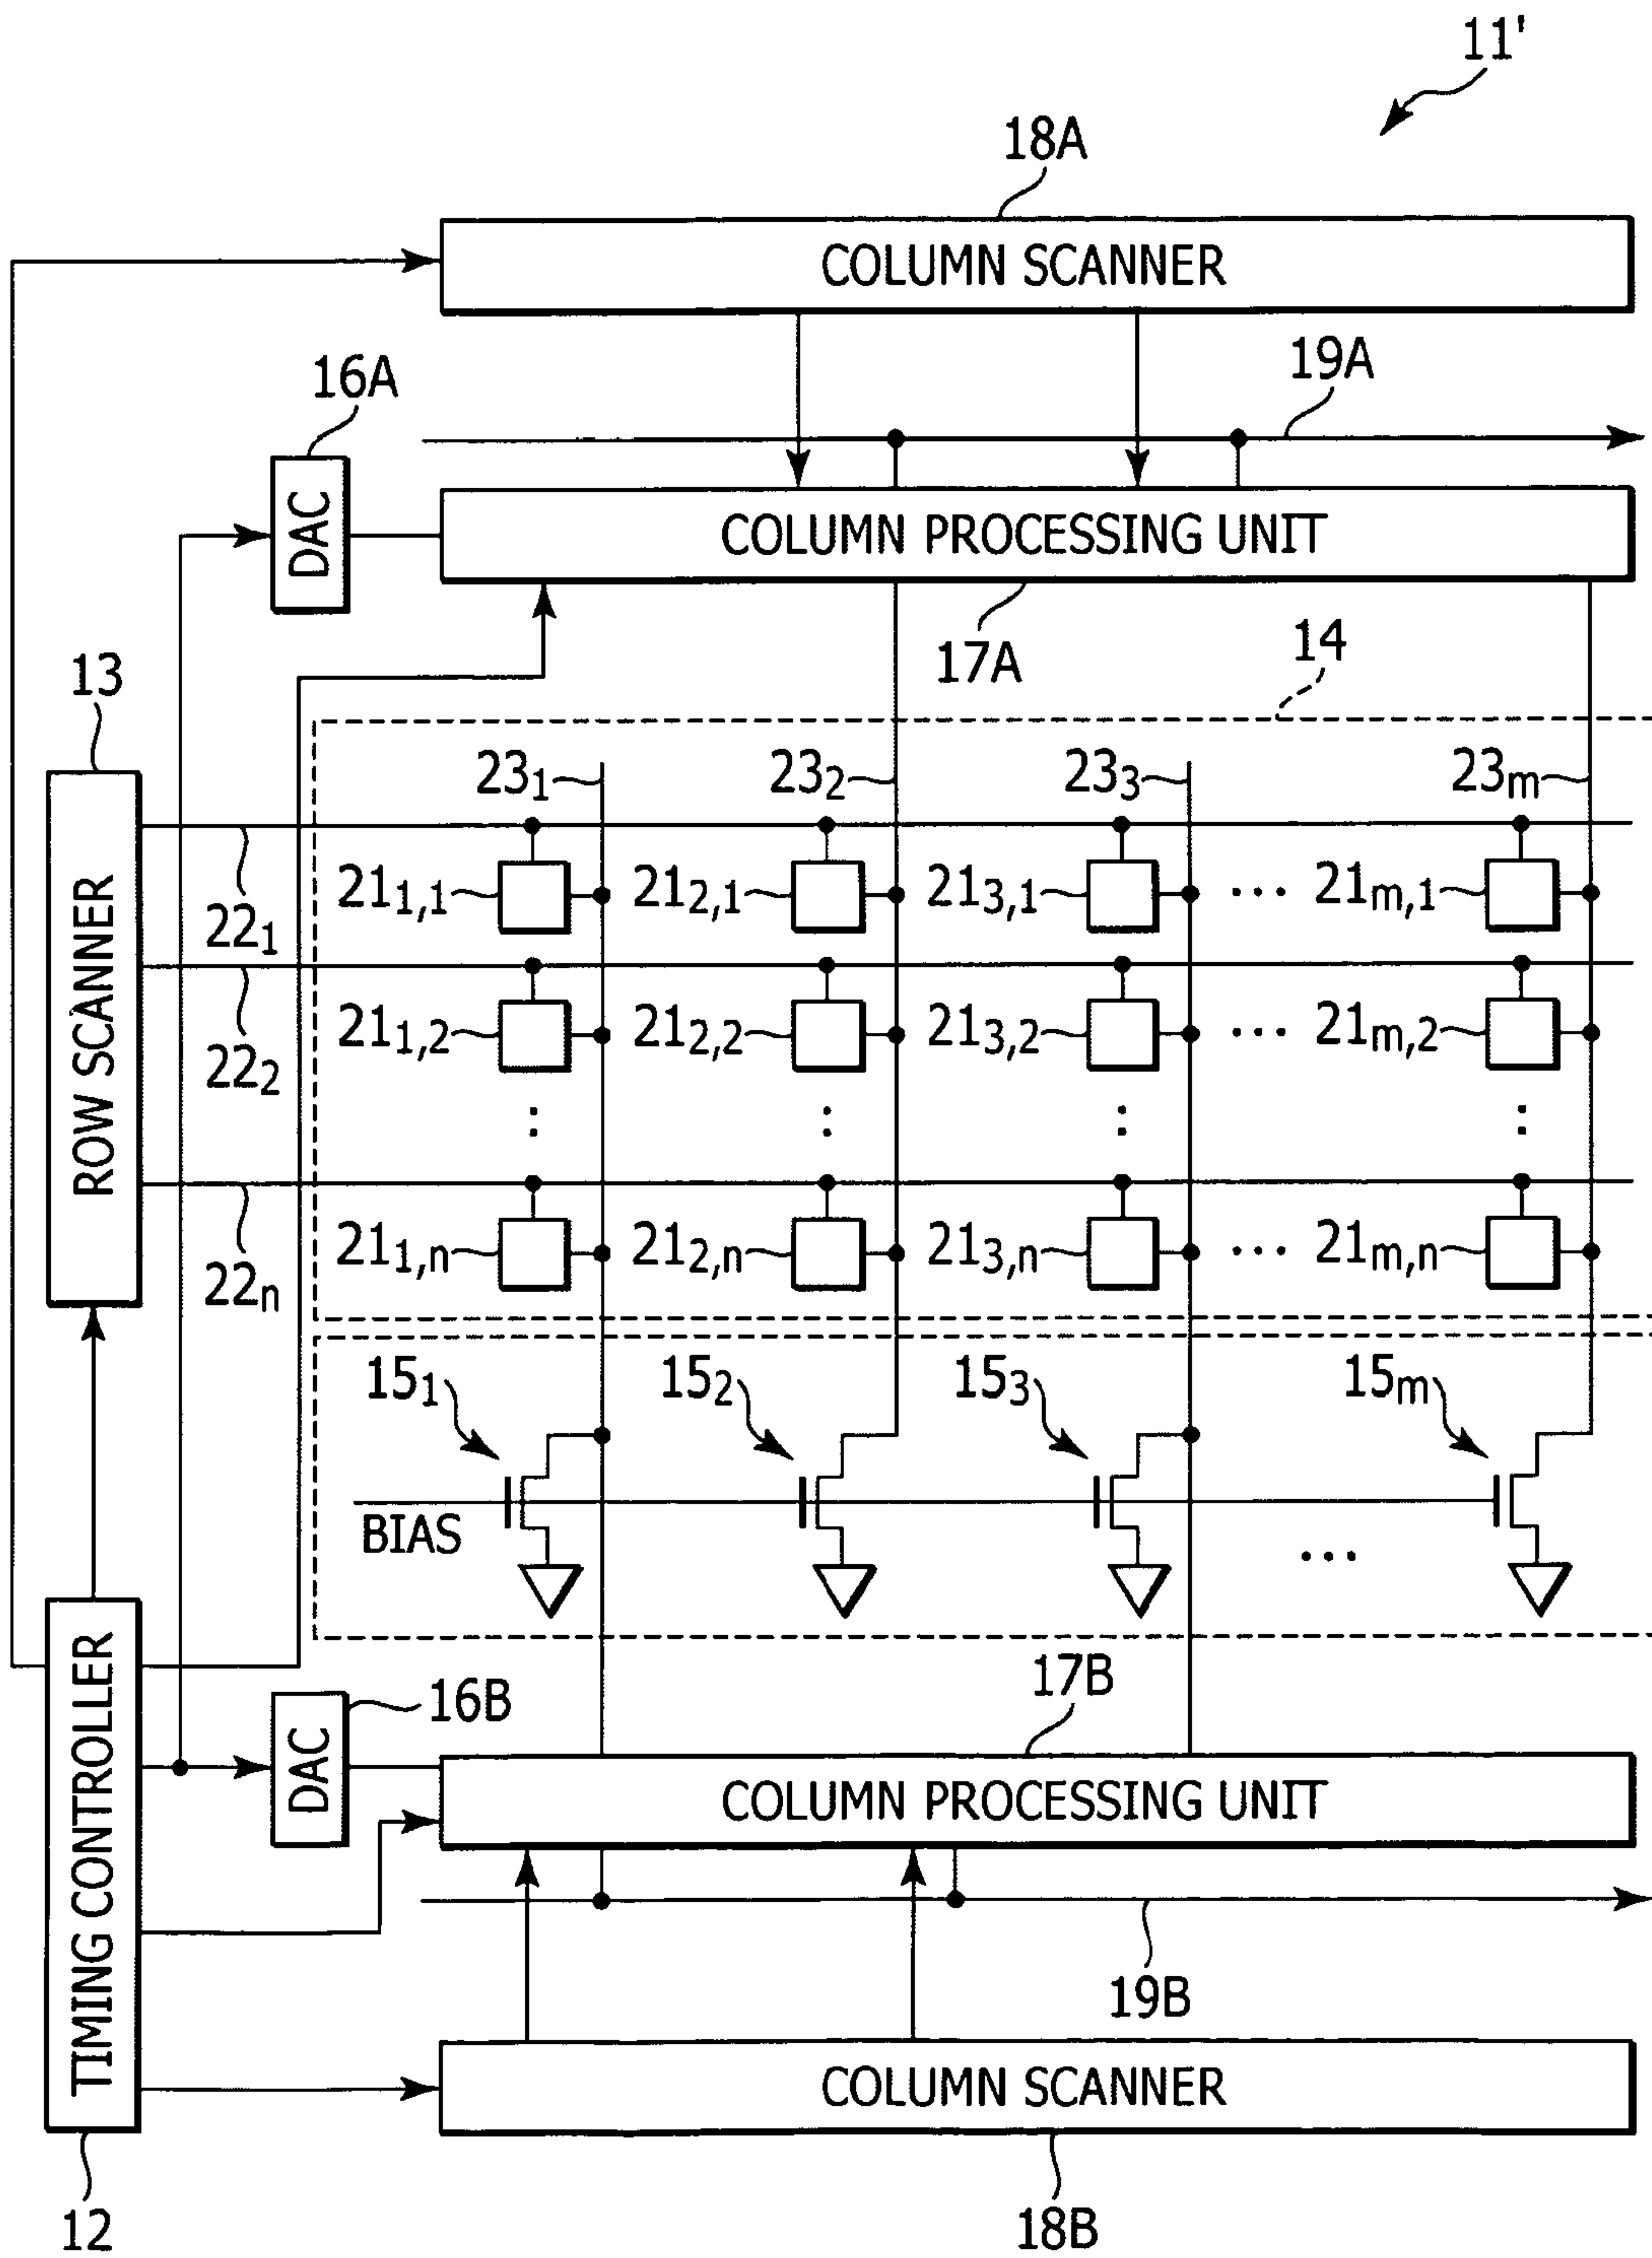 11'
18A
COLUMN SCANNER
19A
16A
DAC
COLUMN PROCESSING UNIT
17A
14
13
ROW SCANNER
23₁ 23₂ 23₃ 23ₘ
21₁,₁ 21₂,₁ 21₃,₁ ... 21ₘ,₁
22₁
21₁,₂ 21₂,₂ 21₃,₂ ... 21ₘ,₂
22₂
21₁,ₙ 21₂,ₙ 21₃,ₙ ... 21ₘ,ₙ
22ₙ
15₁ 15₂ 15₃ 15ₘ
BIAS
...
TIMING CONTROLLER
17B
16B
DAC
COLUMN PROCESSING UNIT
19B
COLUMN SCANNER
12
18B